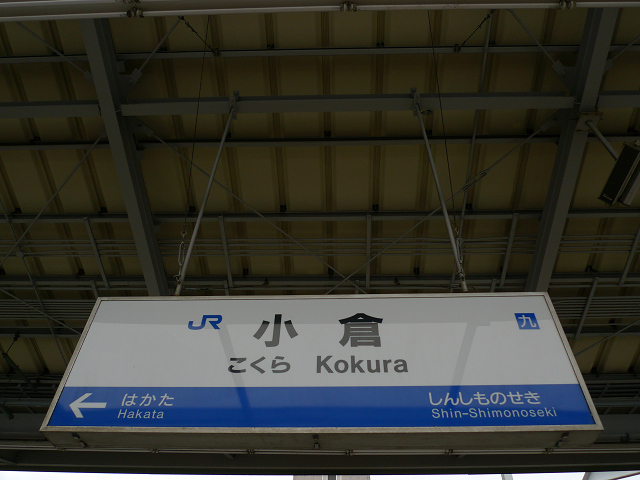 JR 小倉 九
こくら Kokura
はかた しんしものせき
Hakata Shin-Shimonoseki